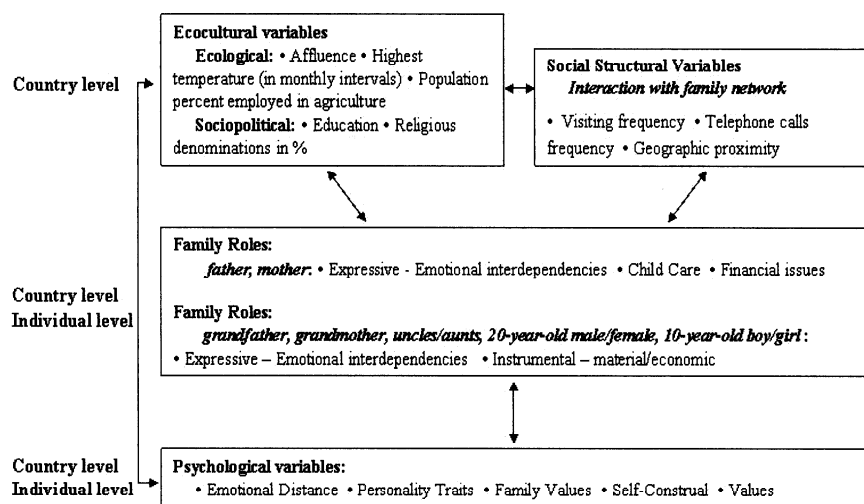 Country level
Ecocultural variables
Ecological: • Affluence • Highest
temperature (in monthly intervals) • Population
percent employed in agriculture
Sociopolitical: • Education • Religious
denominations in %
Social Structural Variables
Interaction with family network
• Visiting frequency • Telephone calls
frequency • Geographic proximity
Country level
Individual level
Family Roles:
father, mother: • Expressive - Emotional interdependencies • Child Care • Financial issues
Family Roles:
grandfather, grandmother, uncles/aunts, 20-year-old male/female, 10-year-old boy/girl:
• Expressive – Emotional interdependencies • Instrumental – material/economic
Country level
Individual level
Psychological variables:
• Emotional Distance • Personality Traits • Family Values • Self-Construal • Values